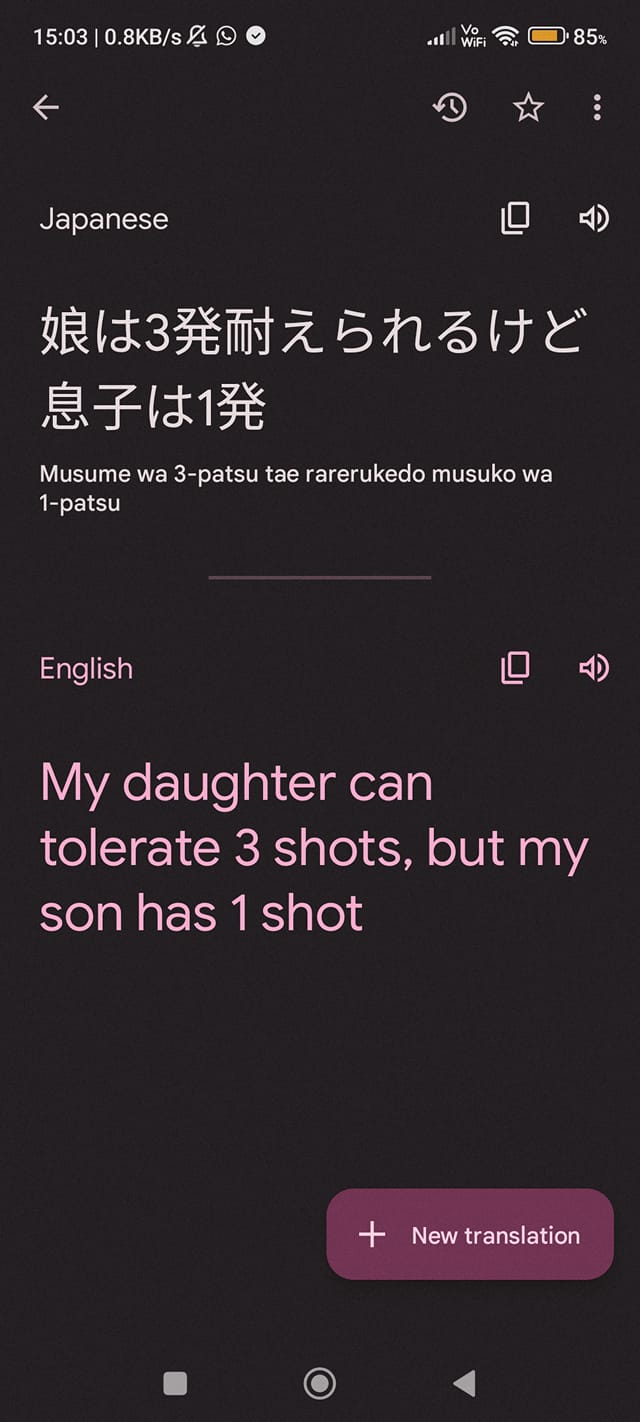 15:03 | 0.8KB/s Vo WiFi 85%
Japanese
娘は3発耐えられるけど
息子は1発
Musume wa 3-patsu tae rarerukedo musuko wa
1-patsu
English
My daughter can
tolerate 3 shots, but my
son has 1 shot
+ New translation